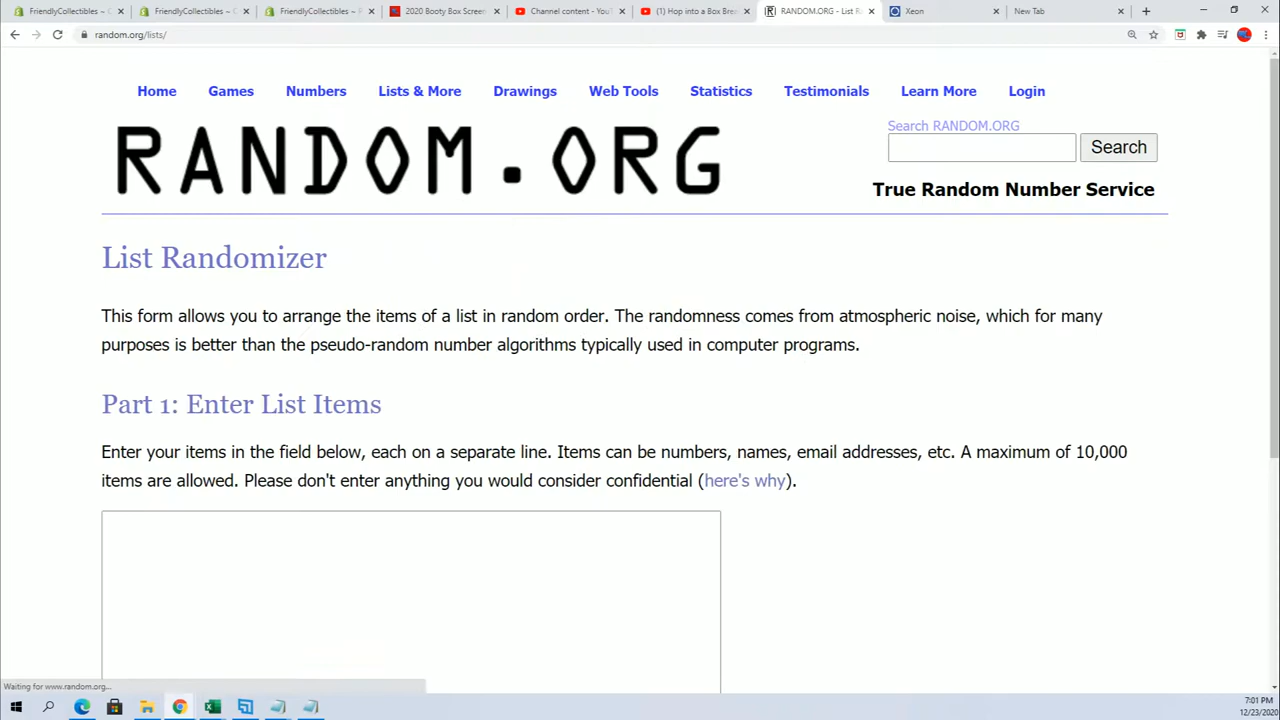 FriendlyCollectibles – C
FriendlyCollectibles – C
FriendlyCollectibles – P
2020 Booty Box Screen
Channel content - YouT
(1) Hop into a Box Brea
RANDOM.ORG - List Ra
Xeon
New Tab
random.org/lists/
Home
Games
Numbers
Lists & More
Drawings
Web Tools
Statistics
Testimonials
Learn More
Login
RANDOM.ORG
Search RANDOM.ORG
Search
True Random Number Service
List Randomizer
This form allows you to arrange the items of a list in random order. The randomness comes from atmospheric noise, which for many
purposes is better than the pseudo-random number algorithms typically used in computer programs.
Part 1: Enter List Items
Enter your items in the field below, each on a separate line. Items can be numbers, names, email addresses, etc. A maximum of 10,000
items are allowed. Please don't enter anything you would consider confidential (here's why).
Waiting for www.random.org...
7:01 PM
12/23/2020